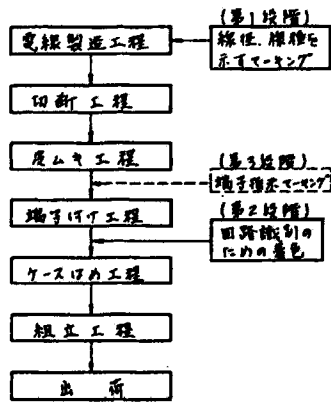 (第1段階)
電線製造工程
線径、線種を
示すマーキング
切断工程
皮ムキ工程
(第3段階)
端子指示マーキング
端子付け工程
(第2段階)
回路識別の
ための着色
ケースはめ工程
組立工程
出荷